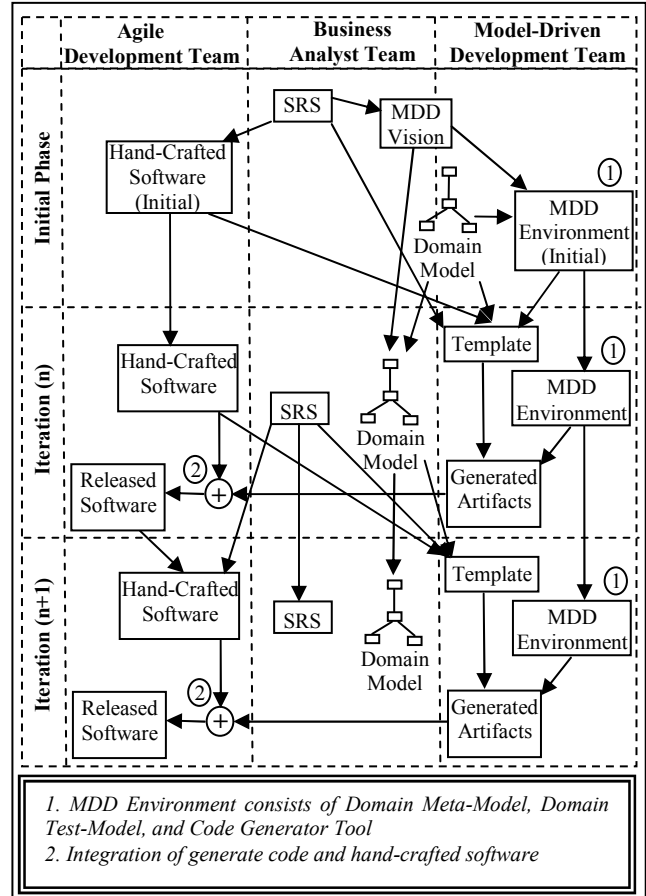 Agile
Development Team
Business
Analyst Team
Model-Driven
Development Team
Initial Phase
SRS
MDD
Vision
Hand-Crafted
Software
(Initial)
Domain
Model
1
MDD
Environment
(Initial)
Iteration (n)
Hand-Crafted
Software
Template
1
MDD
Environment
SRS
Domain
Model
Released
Software
2
+
Generated
Artifacts
Iteration (n+1)
Hand-Crafted
Software
SRS
Domain
Model
Template
1
MDD
Environment
Released
Software
2
+
Generated
Artifacts
1. MDD Environment consists of Domain Meta-Model, Domain
Test-Model, and Code Generator Tool
2. Integration of generate code and hand-crafted software